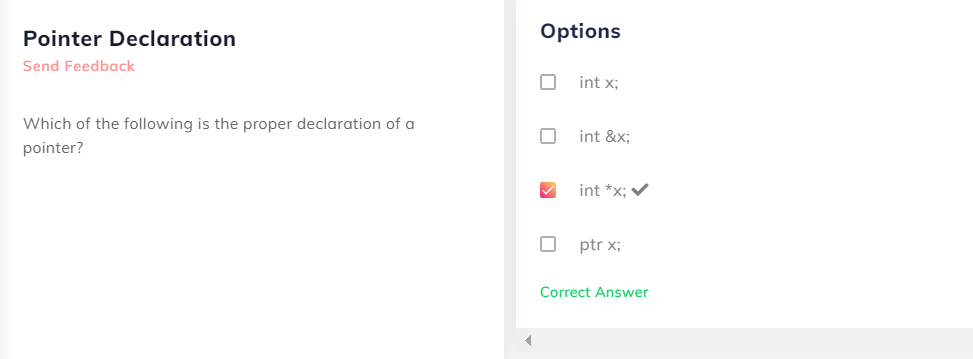 Pointer Declaration
Send Feedback
Which of the following is the proper declaration of a
pointer?
Options
int x;
int &x;
int *x;
ptr x;
Correct Answer